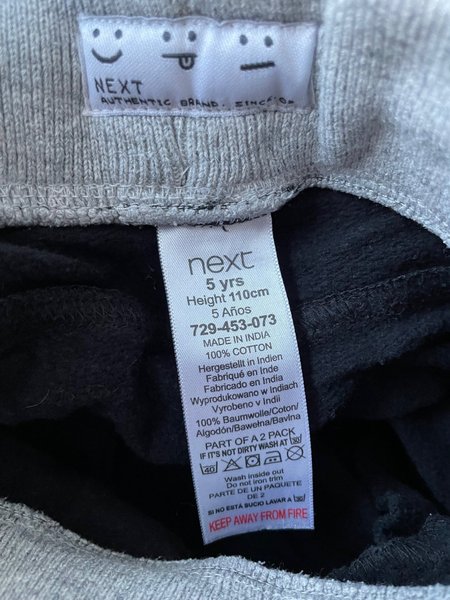 NEXT
AUTHENTIC BRAND. SINCE
next
5 yrs
Height 110cm
5 Años
729-453-073
MADE IN INDIA
100% COTTON
Hergestellt in Indien
Fabriqué en Inde
Fabricado en India
Wyprodukowano w Indiach
Vyrobeno v Indii
100% Baumwolle/Coton/
Algodón/Bawełna/Bavlna
PART OF A 2 PACK
IF IT'S NOT DIRTY WASH AT 30
40
Wash inside out
Do not iron trim
PARTE DE UN PAQUETE
DE 2
SI NO ESTÁ SUCIO LAVAR A 30
KEEP AWAY FROM FIRE